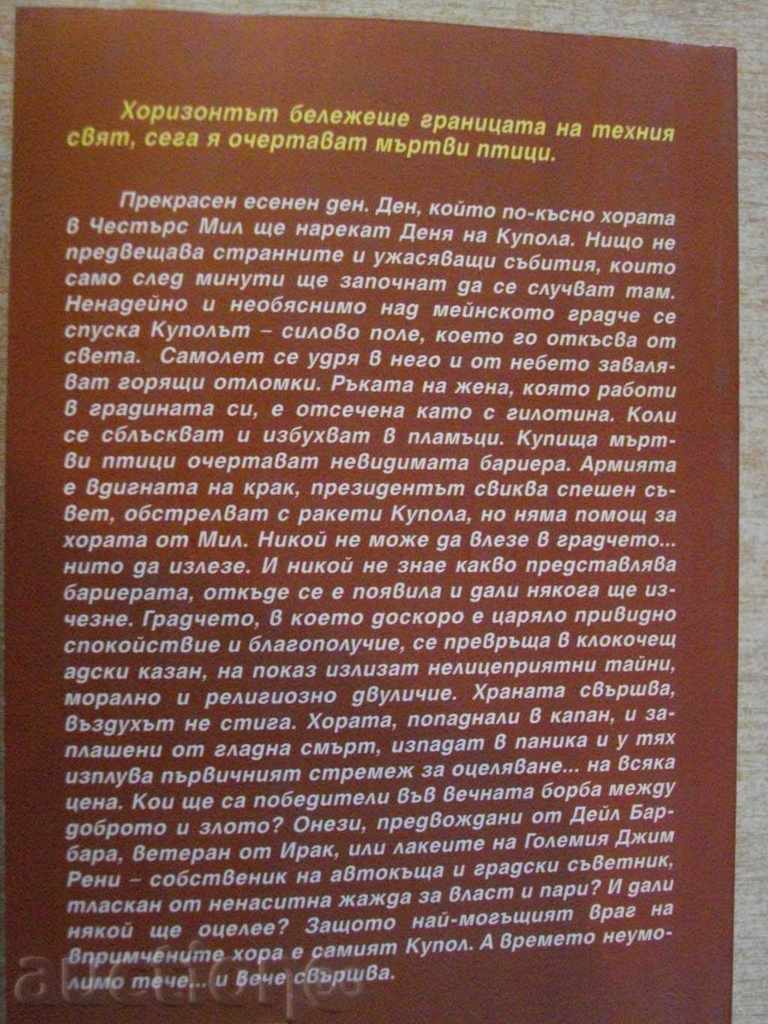 Хоризонтът бележеше границата на техния
свят, сега я очертават мъртви птици.
Прекрасен есенен ден. Ден, който по-късно хората
в Честърс Мил ще нарекат Деня на Купола. Нищо не
предвещава странните и ужасяващи събития, които
само след минути ще започнат да се случват там.
Ненадейно и необяснимо над мейнското градче се
спуска Куполът – силово поле, което го откъсва от
света. Самолет се удря в него и от небето заваля-
ват горящи отломки. Ръката на жена, която работи
в градината си, е отсечена като с гилотина. Коли
се сблъскват и избухват в пламъци. Купища мърт-
ви птици очертават невидимата бариера. Армията
е вдигната на крак, президентът свиква спешен съ-
вет, обстрелват с ракети Купола, но няма помощ за
хората от Мил. Никой не може да влезе в градчето...
нито да излезе. И никой не знае какво представлява
бариерата, откъде се е появила и дали някога ще из-
чезне. Градчето, в което доскоро е царяло привидно
спокойствие и благополучие, се превръща в клокочещ
адски казан, на показ излизат нелицеприятни тайни,
морално и религиозно двуличие. Храната свършва,
въздухът не стига. Хората, попаднали в капан, и за-
плашени от гладна смърт, изпадат в паника и у тях
изплува първичният стремеж за оцеляване... на всяка
цена. Кои ще са победители във вечната борба между
доброто и злото? Онези, предвождани от Дейл Бар-
бара, ветеран от Ирак, или лакеите на Големия Джим
Рени – собственик на автокъща и градски съветник,
тласкан от ненаситна жажда за власт и пари? И дали
някой ще оцелее? Защото най-могъщият враг на
впримчените хора е самият Купол. А времето неумо-
лимо тече... и вече свършва.